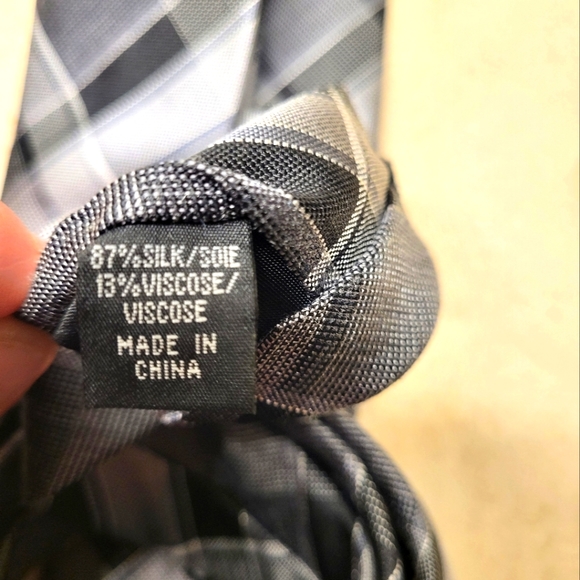 87%SILK/SOIE
13%VISCOSE/
VISCOSE
MADE IN
CHINA